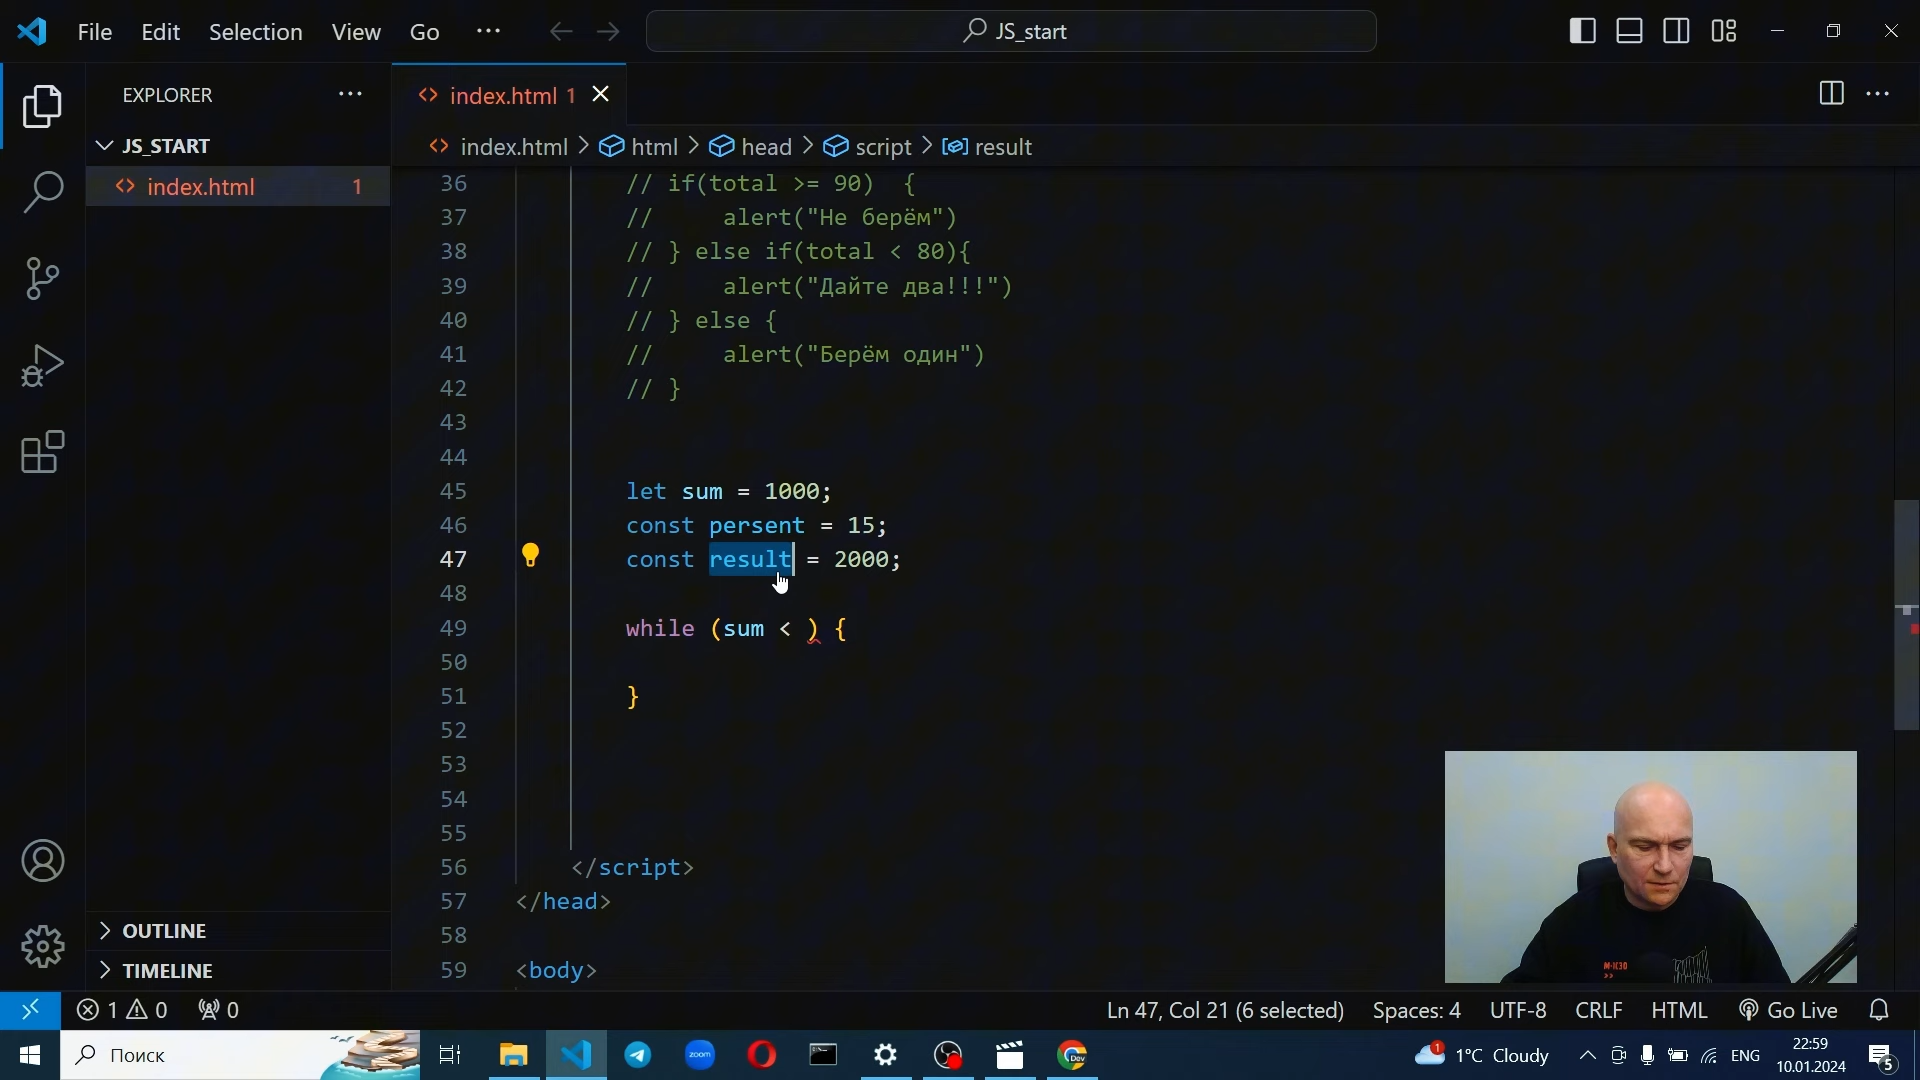 File Edit Selection View Go ··· JS_start
EXPLORER ···
index.html 1
JS_START
index.html > html > head > script > result
index.html 1
36 // if(total >= 90) {
37 // alert("Не берём")
38 // } else if(total < 80){
39 // alert("Дайте два!!!")
40 // } else {
41 // alert("Берём один")
42 // }
43
44
45 let sum = 1000;
46 const persent = 15;
47 const result = 2000;
48
49 while (sum < ) {
50
51 }
52
53
54
55
56 </script>
57 </head>
58
59 <body>
OUTLINE
TIMELINE
1 0 0 Ln 47, Col 21 (6 selected) Spaces: 4 UTF-8 CRLF HTML Go Live
Поиск zoom Dev 1 1°C Cloudy ENG 22:59
10.01.2024 5